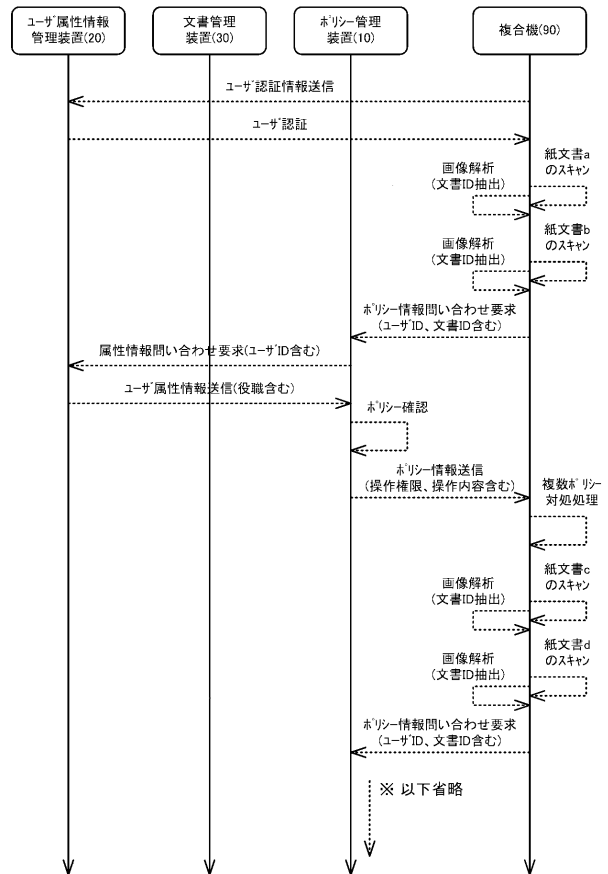 ユーザ属性情報
管理装置(20)
文書管理
装置(30)
ポリシー管理
装置(10)
複合機(90)
ユーザ認証情報送信
ユーザ認証
紙文書a
のスキャン
画像解析
(文書ID抽出)
紙文書b
のスキャン
画像解析
(文書ID抽出)
ポリシー情報問い合わせ要求
(ユーザID、文書ID含む)
属性情報問い合わせ要求(ユーザID含む)
ユーザ属性情報送信(役職含む)
ポリシー確認
ポリシー情報送信
(操作権限、操作内容含む)
複数ポリシー
対処処理
紙文書c
のスキャン
画像解析
(文書ID抽出)
紙文書d
のスキャン
画像解析
(文書ID抽出)
ポリシー情報問い合わせ要求
(ユーザID、文書ID含む)
※ 以下省略